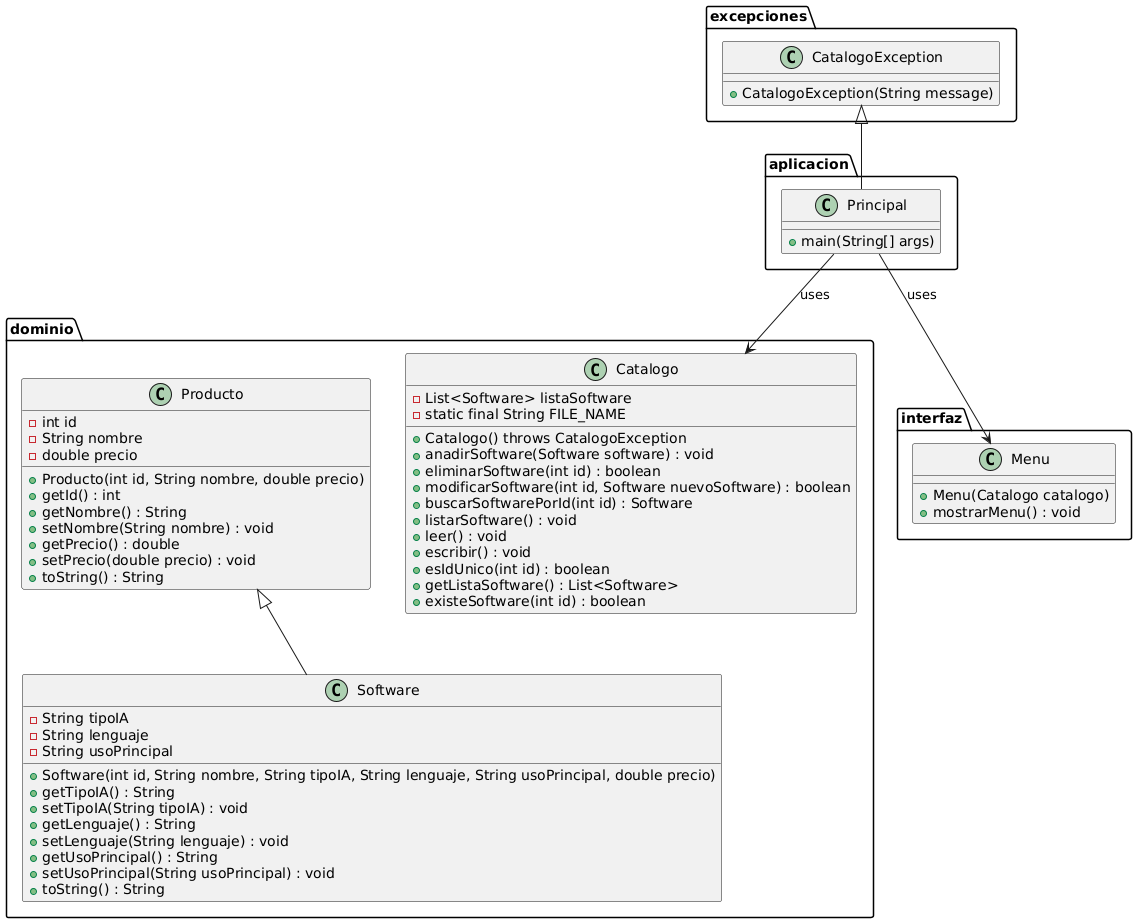 excepciones
C CatalogoException
CatalogoException(String message)
aplicacion
C Principal
main(String[] args)
uses
uses
dominio
C Producto
int id
String nombre
double precio
Producto(int id, String nombre, double precio)
getId() : int
getNombre() : String
setNombre(String nombre) : void
getPrecio() : double
setPrecio(double precio) : void
toString() : String
C Catalogo
List<Software> listaSoftware
static final String FILE_NAME
Catalogo() throws CatalogoException
anadirSoftware(Software software) : void
eliminarSoftware(int id) : boolean
modificarSoftware(int id, Software nuevoSoftware) : boolean
buscarSoftwarePorId(int id) : Software
listarSoftware() : void
leer() : void
escribir() : void
esIdUnico(int id) : boolean
getListaSoftware() : List<Software>
existeSoftware(int id) : boolean
interfaz
C Menu
Menu(Catalogo catalogo)
mostrarMenu() : void
C Software
String tipoIA
String lenguaje
String usoPrincipal
Software(int id, String nombre, String tipoIA, String lenguaje, String usoPrincipal, double precio)
getTipoIA() : String
setTipoIA(String tipoIA) : void
getLenguaje() : String
setLenguaje(String lenguaje) : void
getUsoPrincipal() : String
setUsoPrincipal(String usoPrincipal) : void
toString() : String